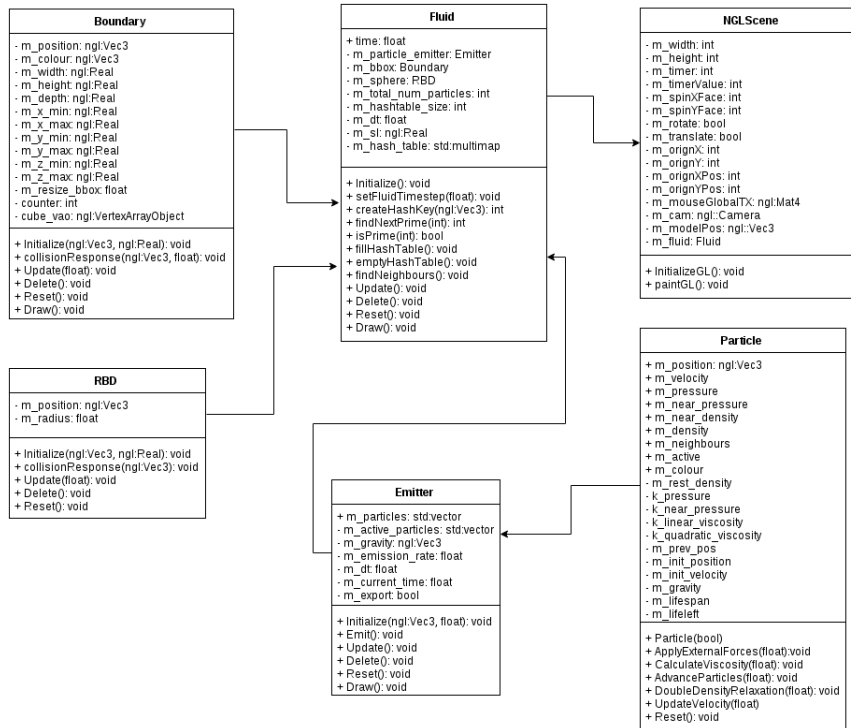 Boundary
- m_position: ngl:Vec3
- m_colour: ngl:Vec3
- m_width: ngl:Real
- m_height: ngl:Real
- m_depth: ngl:Real
- m_x_min: ngl:Real
- m_x_max: ngl:Real
- m_y_min: ngl:Real
- m_y_max: ngl:Real
- m_z_min: ngl:Real
- m_z_max: ngl:Real
- m_resize_bbox: float
- counter: int
- cube_vao: ngl:VertexArrayObject
+ Initialize(ngl:Vec3, ngl:Real): void
+ collisionResponse(ngl:Vec3, float): void
+ Update(float): void
+ Delete(): void
+ Reset(): void
+ Draw(): void
Fluid
+ time: float
- m_particle_emitter: Emitter
- m_bbox: Boundary
- m_sphere: RBD
- m_total_num_particles: int
- m_hashtable_size: int
- m_dt: float
- m_sl: ngl:Real
- m_hash_table: std:multimap
+ Initialize(): void
+ setFluidTimestep(float): void
+ createHashKey(ngl:Vec3): int
+ findNextPrime(int): int
+ isPrime(int): bool
+ fillHashTable(): void
+ emptyHashTable(): void
+ findNeighbours(): void
+ Update(): void
+ Delete(): void
+ Reset(): void
+ Draw(): void
NGLScene
- m_width: int
- m_height: int
- m_timer: int
- m_timerValue: int
- m_spinXFace: int
- m_spinYFace: int
- m_rotate: bool
- m_translate: bool
- m_orignX: int
- m_orignY: int
- m_orignXPos: int
- m_orignYPos: int
- m_mouseGlobalTX: ngl:Mat4
- m_cam: ngl::Camera
- m_modelPos: ngl::Vec3
- m_fluid: Fluid
+ InitializeGL(): void
+ paintGL(): void
RBD
- m_position: ngl:Vec3
- m_radius: float
+ Initialize(ngl:Vec3, ngl:Real): void
+ collisionResponse(ngl:Vec3): void
+ Update(float): void
+ Delete(): void
+ Reset(): void
Emitter
+ m_particles: std:vector
- m_active_particles: std:vector
- m_gravity: ngl:Vec3
- m_emission_rate: float
- m_dt: float
- m_current_time: float
- m_export: bool
+ Initialize(ngl:Vec3, float): void
+ Emit(): void
+ Update(): void
+ Delete(): void
+ Reset(): void
+ Draw(): void
Particle
+ m_position: ngl:Vec3
+ m_velocity
+ m_pressure
+ m_near_pressure
+ m_near_density
+ m_density
+ m_neighbours
+ m_active
+ m_colour
- m_rest_density
- k_pressure
- k_near_pressure
- k_linear_viscosity
- k_quadratic_viscosity
- m_prev_pos
- m_init_position
- m_init_velocity
- m_gravity
- m_lifespan
- m_lifeleft
+ Particle(bool)
+ ApplyExternalForces(float):void
+ CalculateViscosity(float): void
+ AdvanceParticles(float): void
+ DoubleDensityRelaxation(float): void
+ UpdateVelocity(float)
+ Reset(): void